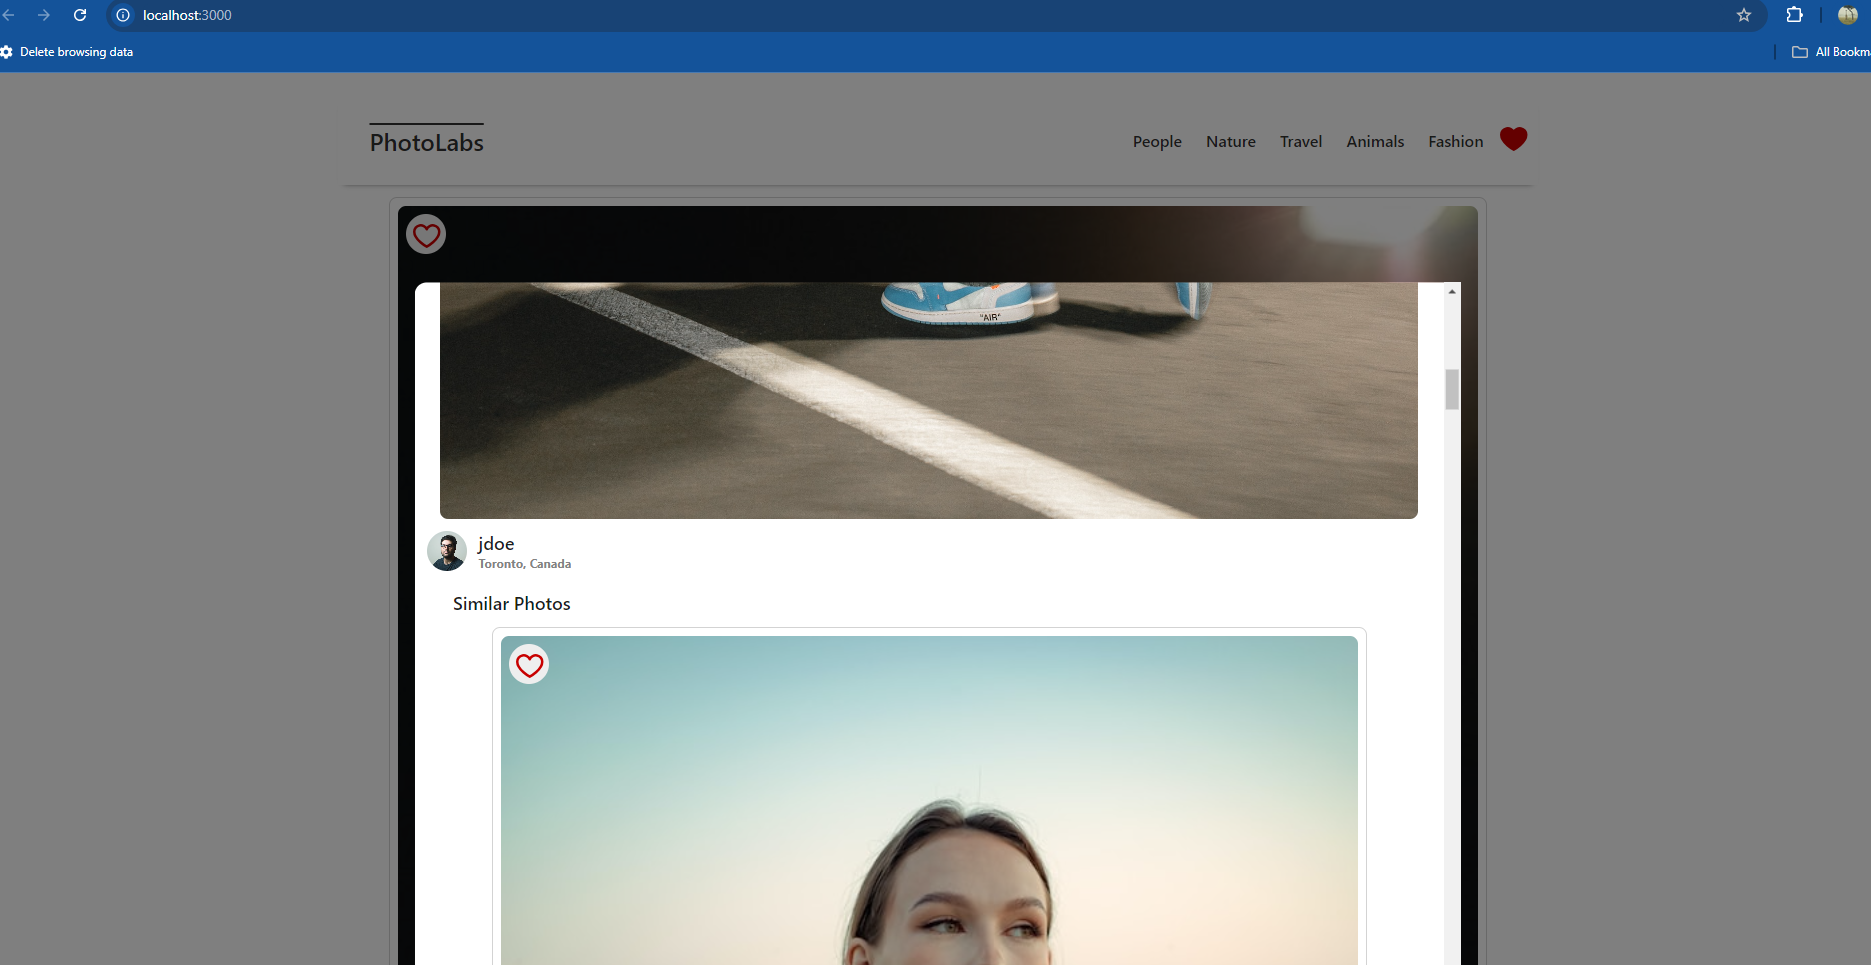 localhost:3000
Delete browsing data
All Bookm
PhotoLabs
People Nature Travel Animals Fashion
"AIR"
jdoe
Toronto, Canada
Similar Photos